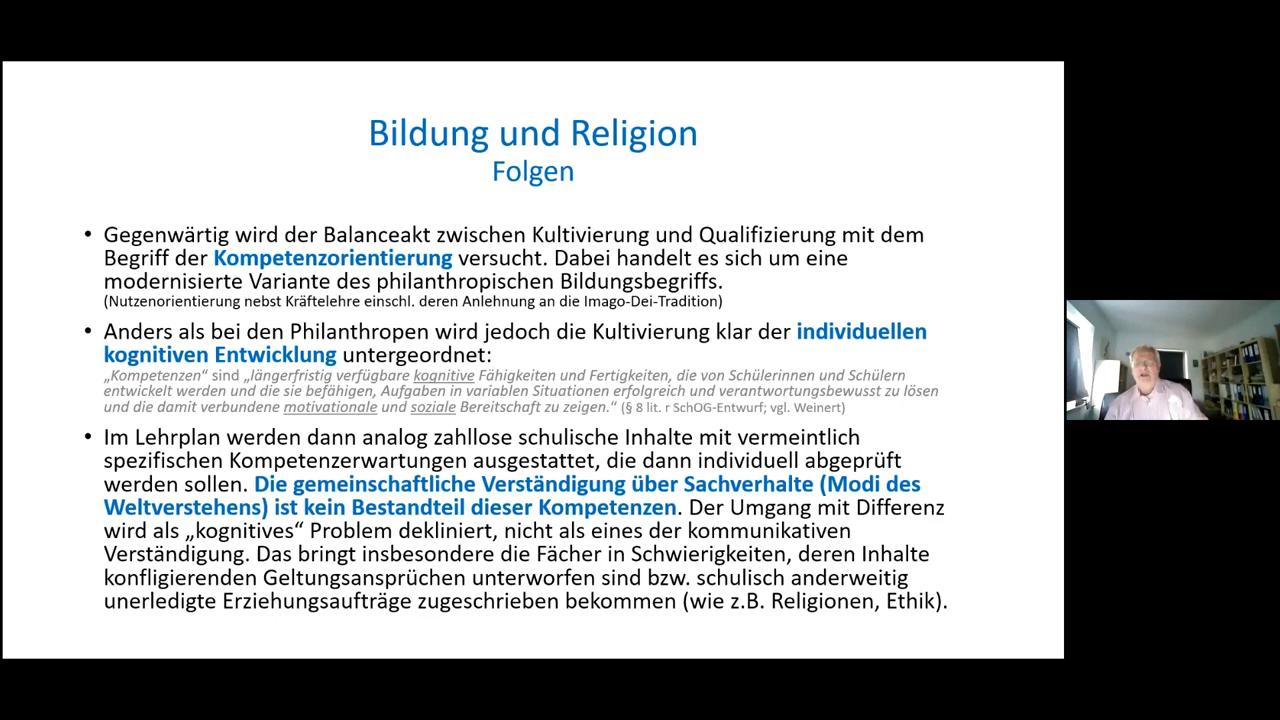 Bildung und Religion
Folgen
• Gegenwärtig wird der Balanceakt zwischen Kultivierung und Qualifizierung mit dem
Begriff der Kompetenzorientierung versucht. Dabei handelt es sich um eine
modernisierte Variante des philanthropischen Bildungsbegriffs.
(Nutzenorientierung nebst Kräftelehre einschl. deren Anlehnung an die Imago-Dei-Tradition)
• Anders als bei den Philanthropen wird jedoch die Kultivierung klar der individuellen
kognitiven Entwicklung untergeordnet:
„Kompetenzen“ sind „längerfristig verfügbare kognitive Fähigkeiten und Fertigkeiten, die von Schülerinnen und Schülern
entwickelt werden und die sie befähigen, Aufgaben in variablen Situationen erfolgreich und verantwortungsbewusst zu lösen
und die damit verbundene motivationale und soziale Bereitschaft zu zeigen.“ (§ 8 lit. r SchOG-Entwurf; vgl. Weinert)
• Im Lehrplan werden dann analog zahllose schulische Inhalte mit vermeintlich
spezifischen Kompetenzerwartungen ausgestattet, die dann individuell abgeprüft
werden sollen. Die gemeinschaftliche Verständigung über Sachverhalte (Modi des
Weltverstehens) ist kein Bestandteil dieser Kompetenzen. Der Umgang mit Differenz
wird als „kognitives“ Problem dekliniert, nicht als eines der kommunikativen
Verständigung. Das bringt insbesondere die Fächer in Schwierigkeiten, deren Inhalte
konfligierenden Geltungsansprüchen unterworfen sind bzw. schulisch anderweitig
unerledigte Erziehungsaufträge zugeschrieben bekommen (wie z.B. Religionen, Ethik).